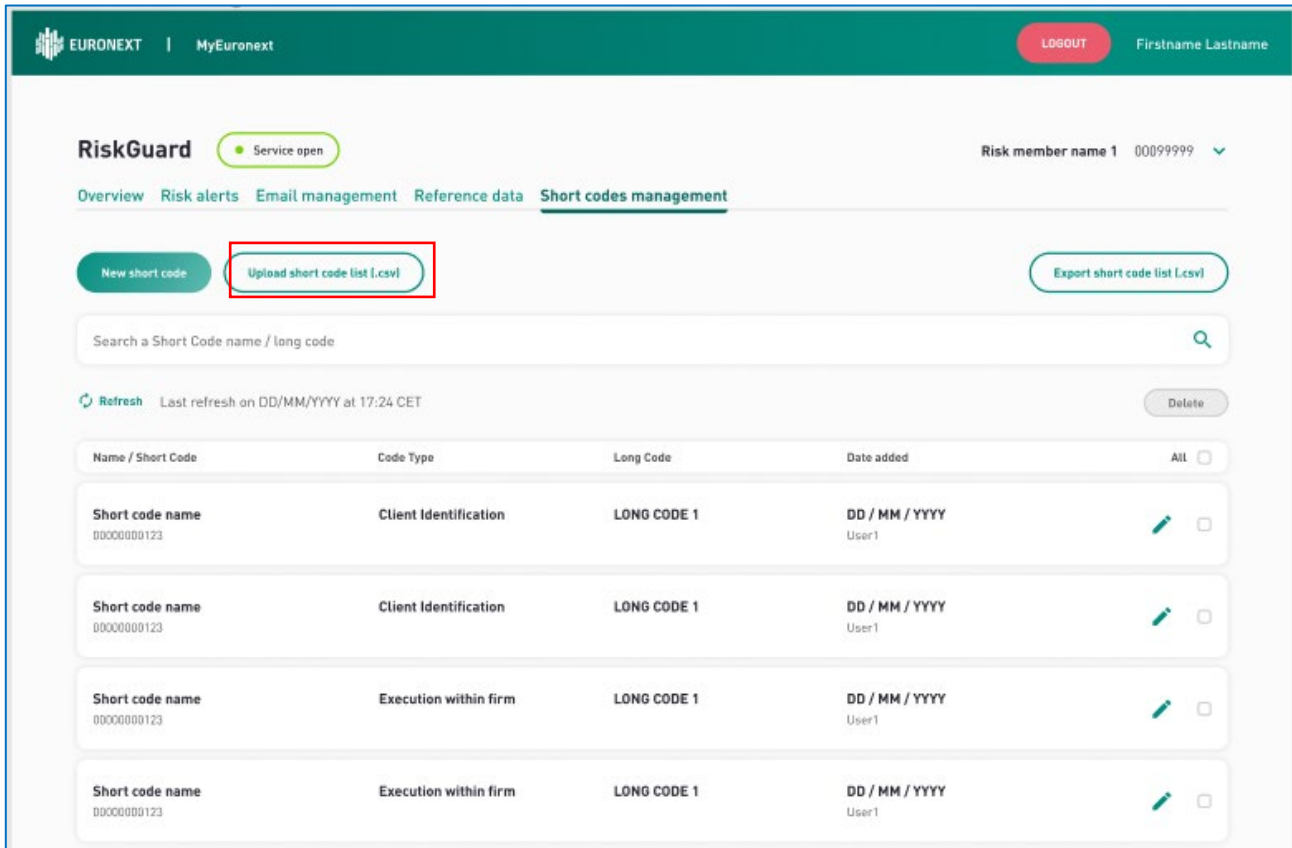 EURONEXT | MyEuronext LOGOUT Firstname Lastname
RiskGuard Service open Risk member name 1 00099999
Overview Risk alerts Email management Reference data Short codes management
New short code Upload short code list (.csv) Export short code list (.csv)
Search a Short Code name / long code
Refresh Last refresh on DD/MM/YYYY at 17:24 CET Delete
Name / Short Code Code Type Long Code Date added All
Short code name Client Identification LONG CODE 1 DD / MM / YYYY
00000000123 User1
Short code name Client Identification LONG CODE 1 DD / MM / YYYY
00000000123 User1
Short code name Execution within firm LONG CODE 1 DD / MM / YYYY
00000000123 User1
Short code name Execution within firm LONG CODE 1 DD / MM / YYYY
00000000123 User1